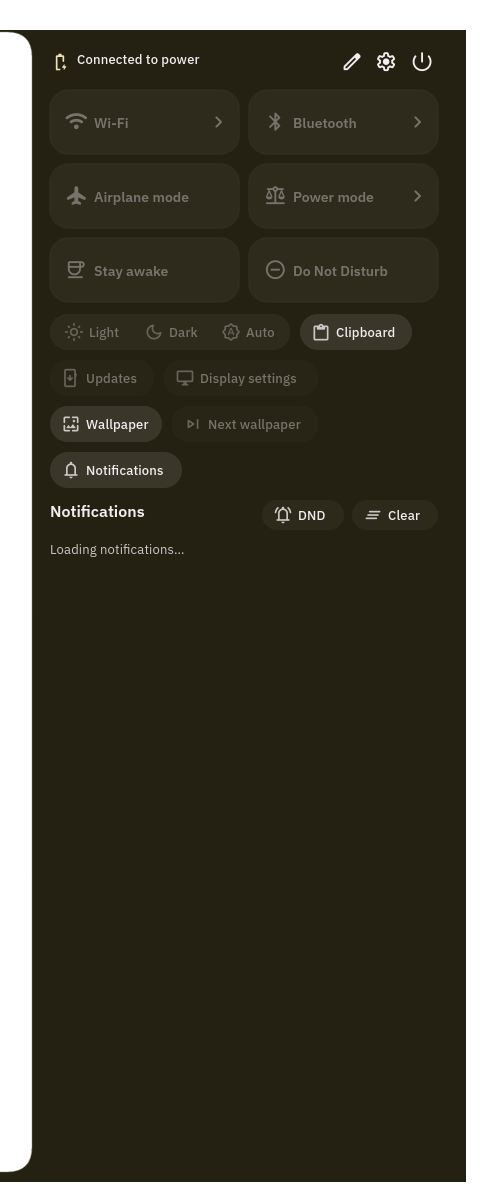 Connected to power
Wi-Fi
Bluetooth
Airplane mode
Power mode
Stay awake
Do Not Disturb
Light
Dark
Auto
Clipboard
Updates
Display settings
Wallpaper
Next wallpaper
Notifications
Notifications
DND
Clear
Loading notifications...